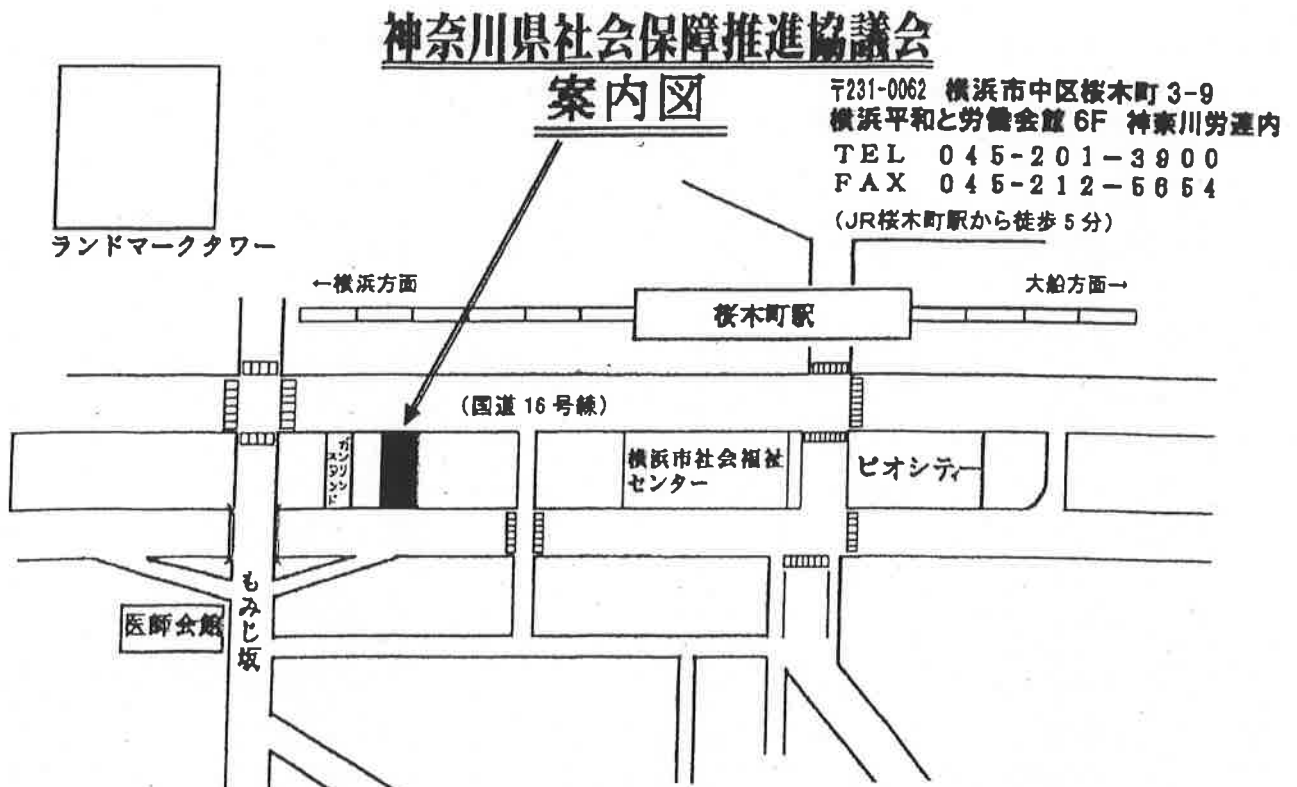 神奈川県社会保障推進協議会
案内図
〒231-0062 横浜市中区桜木町 3-9
横浜平和と労働会館 6F 神奈川労連内
TEL 045-201-3900
FAX 045-212-5654
(JR桜木町駅から徒歩 5 分)
ランドマークタワー
←横浜方面
大船方面→
桜木町駅
(国道 16 号線)
ガソリン
スタンド
横浜市社会福祉
センター
ピオシティー
もみじ坂
医師会館